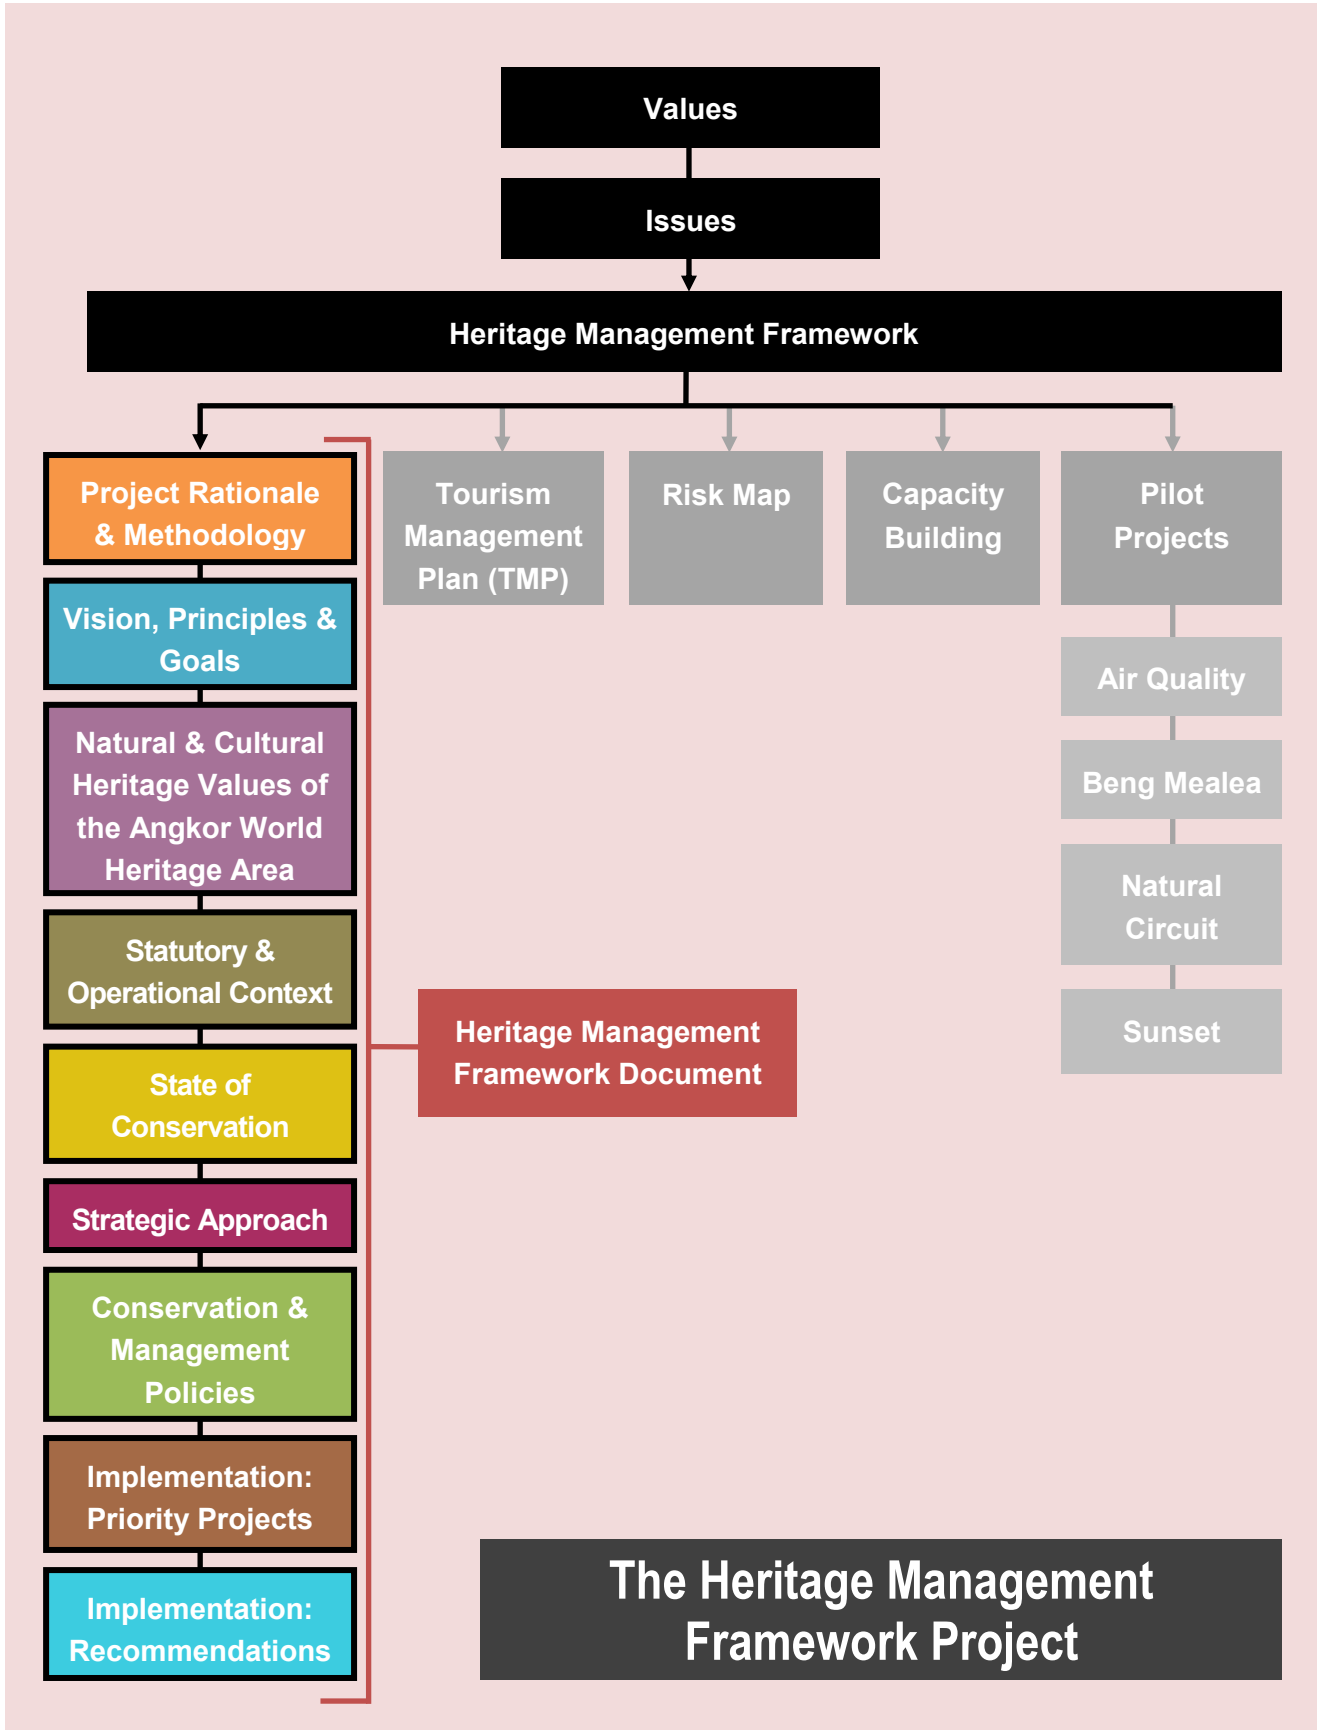 Values
Issues
Heritage Management Framework
Project Rationale
& Methodology
Vision, Principles &
Goals
Natural & Cultural
Heritage Values of
the Angkor World
Heritage Area
Statutory &
Operational Context
State of
Conservation
Strategic Approach
Conservation &
Management
Policies
Implementation:
Priority Projects
Implementation:
Recommendations
Heritage Management
Framework Document
Tourism
Management
Plan (TMP)
Risk Map
Capacity
Building
Pilot
Projects
Air Quality
Beng Mealea
Natural
Circuit
Sunset
The Heritage Management
Framework Project